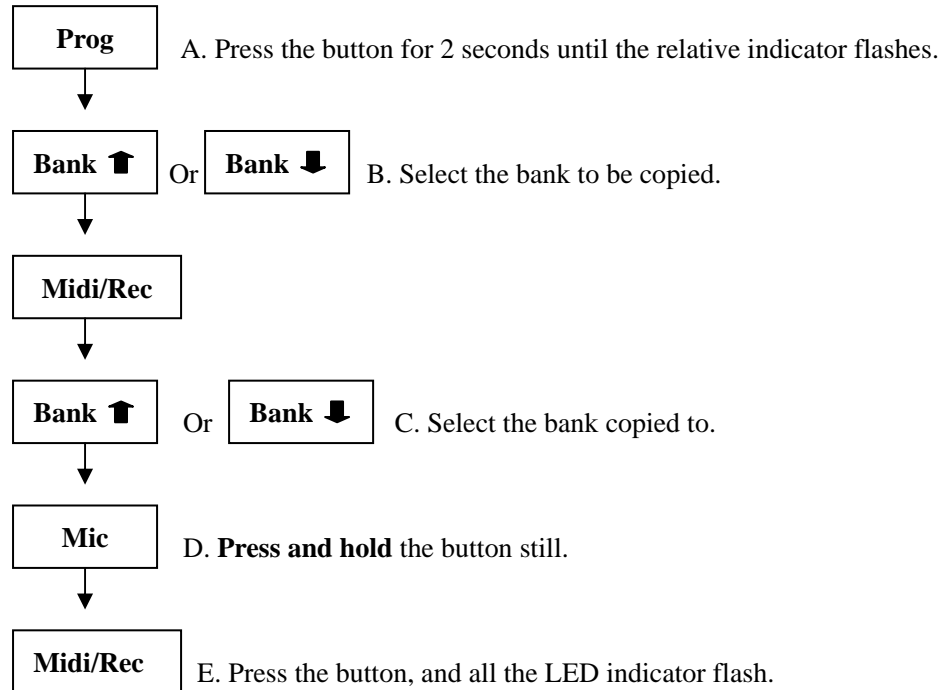 Prog A. Press the button for 2 seconds until the relative indicator flashes.
Bank ⬆ Or Bank ⬇ B. Select the bank to be copied.
Midi/Rec
Bank ⬆ Or Bank ⬇ C. Select the bank copied to.
Mic D. Press and hold the button still.
Midi/Rec E. Press the button, and all the LED indicator flash.